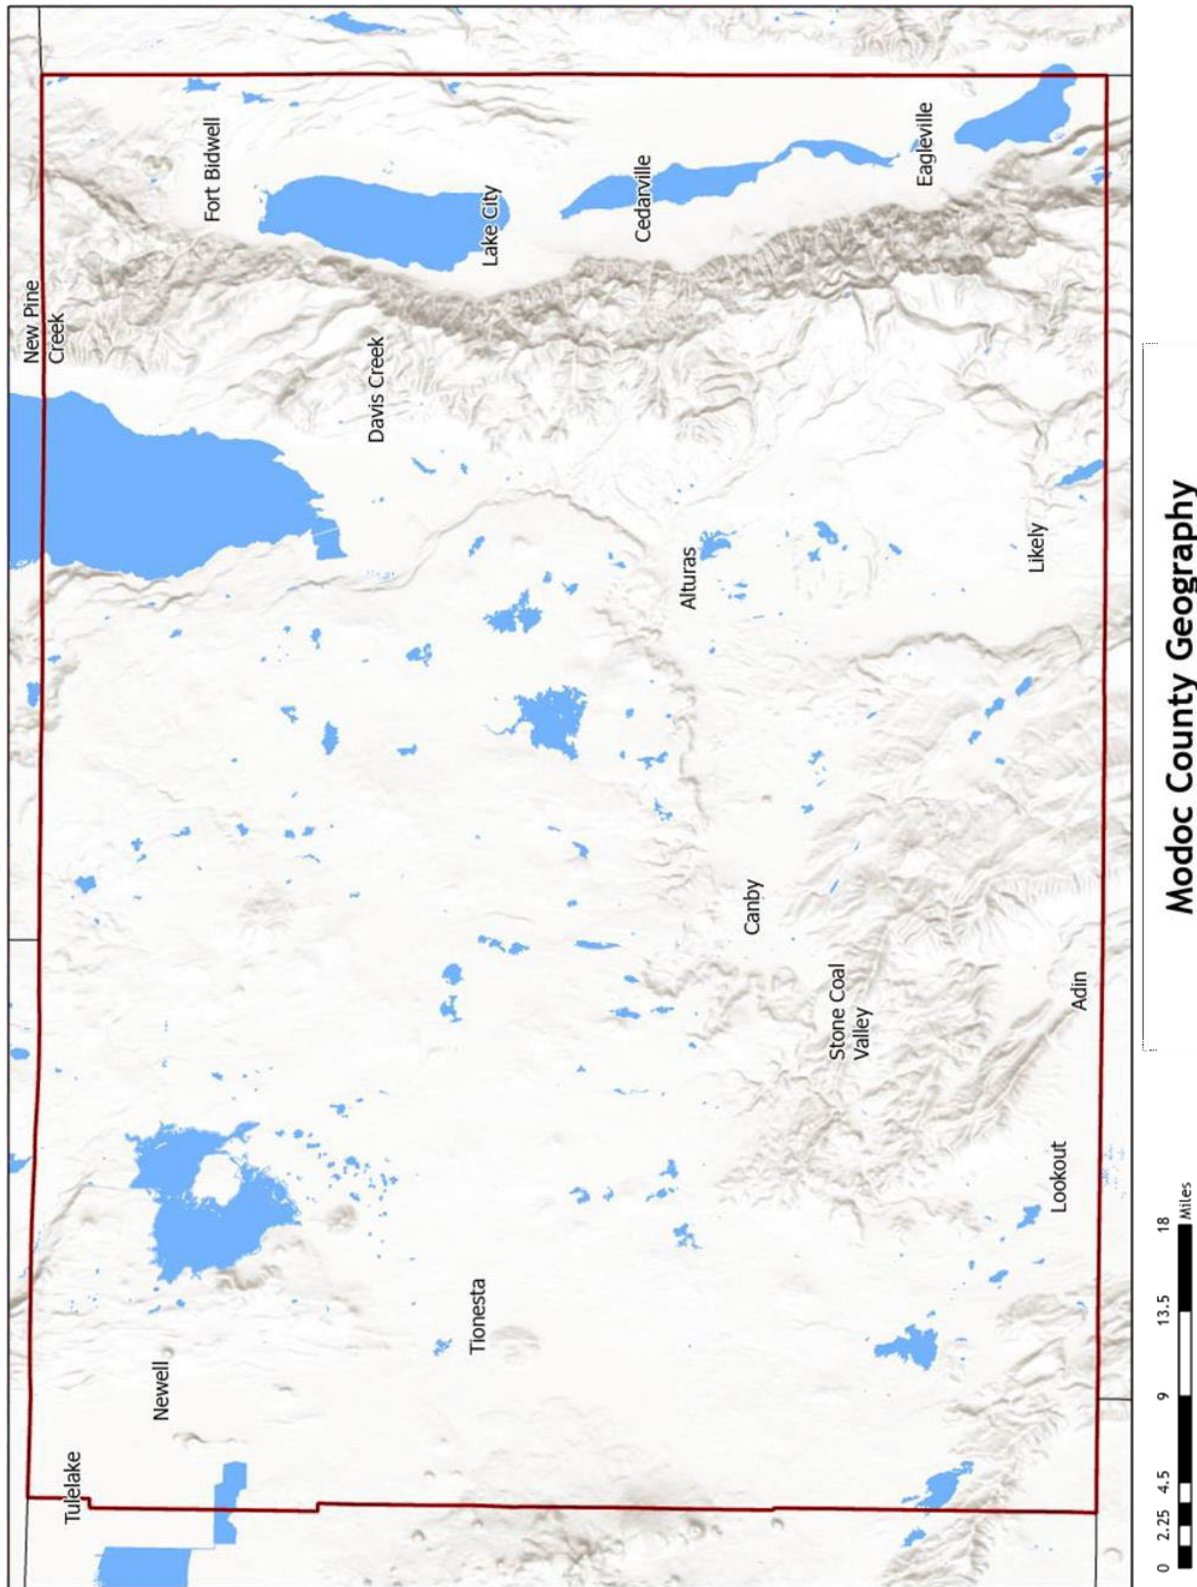 New Pine
Creek
Fort Bidwell
Lake City
Cedarville
Eagleville
Davis Creek
Tulelake
Newell
Tionesta
Alturas
Canby
Stone Coal
Valley
Likely
Adin
Lookout
0 2.25 4.5 9 13.5 18
Miles
Modoc County Geography